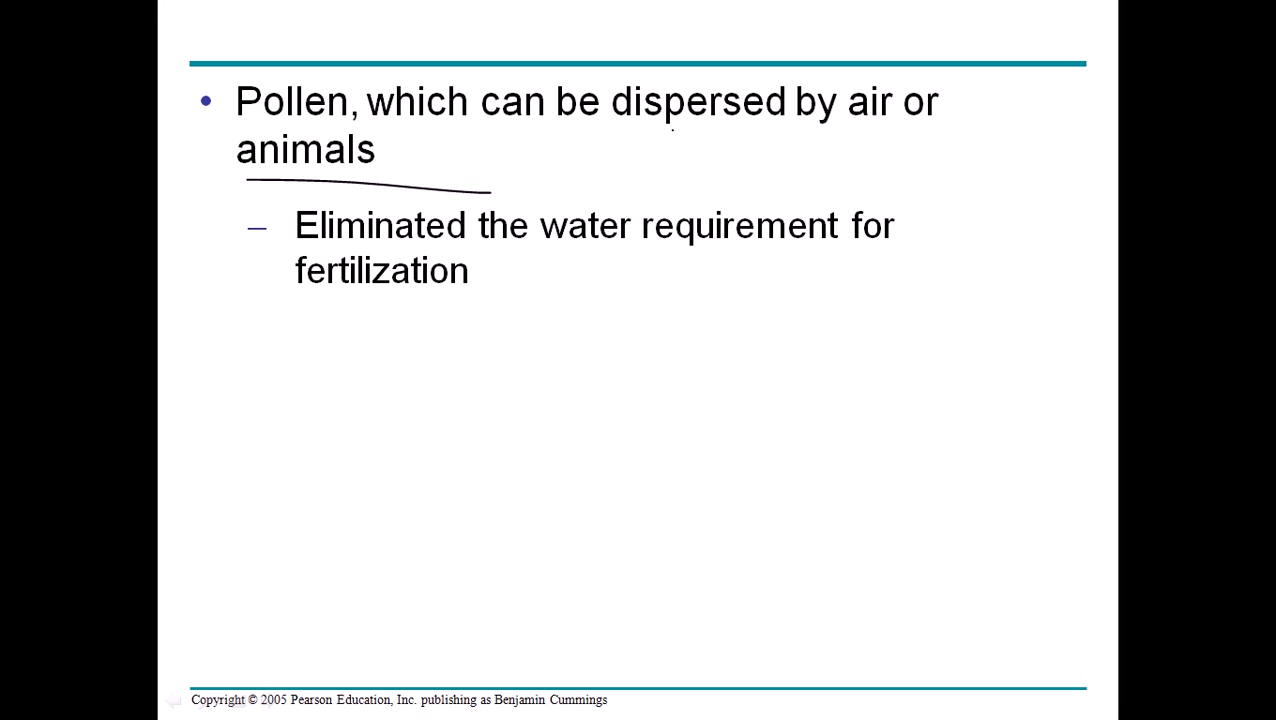 • Pollen, which can be dispersed by air or
animals
– Eliminated the water requirement for
fertilization
Copyright © 2005 Pearson Education, Inc. publishing as Benjamin Cummings